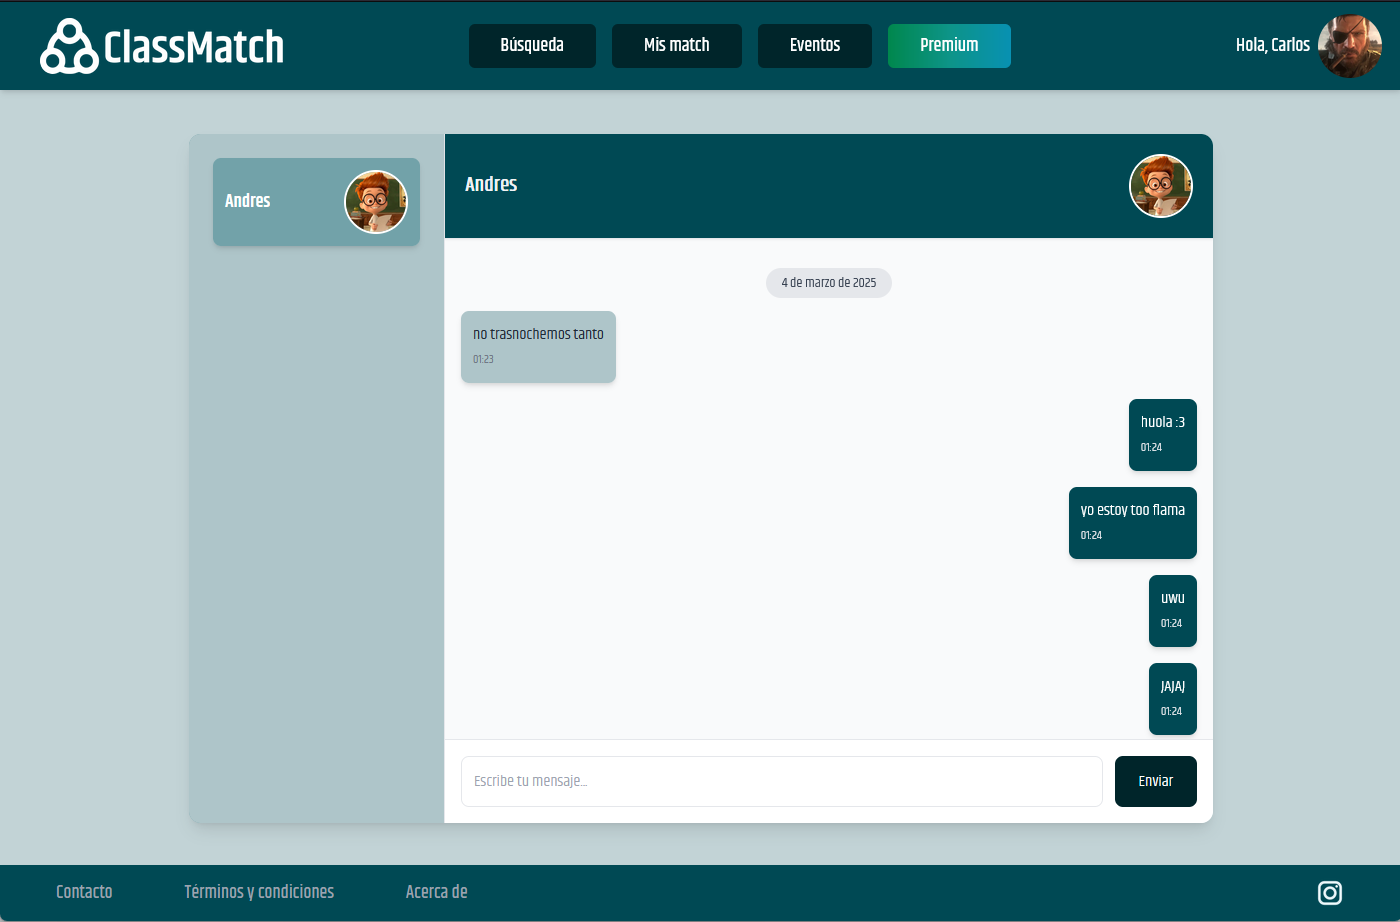 ClassMatch
Búsqueda
Mis match
Eventos
Premium
Hola, Carlos
Andres
Andres
4 de marzo de 2025
no trasnochemos tanto
01:23
huola :3
01:24
yo estoy too flama
01:24
uwu
01:24
JAJAJ
01:24
Escribe tu mensaje...
Enviar
Contacto
Términos y condiciones
Acerca de